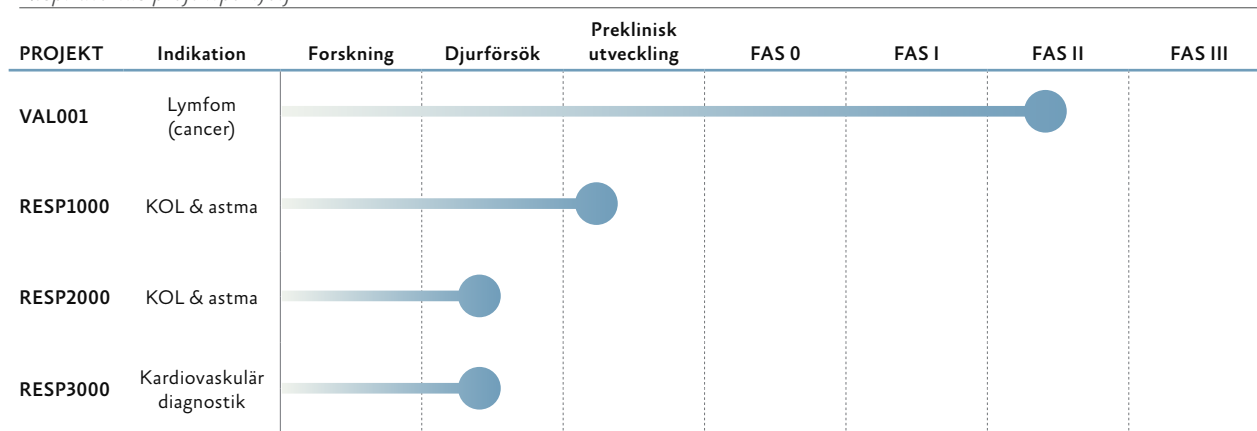 PROJEKT Indikation Forskning Djurförsök Preklinisk utveckling FAS 0 FAS I FAS II FAS III
VAL001 Lymfom (cancer)
RESP1000 KOL & astma
RESP2000 KOL & astma
RESP3000 Kardiovaskulär diagnostik